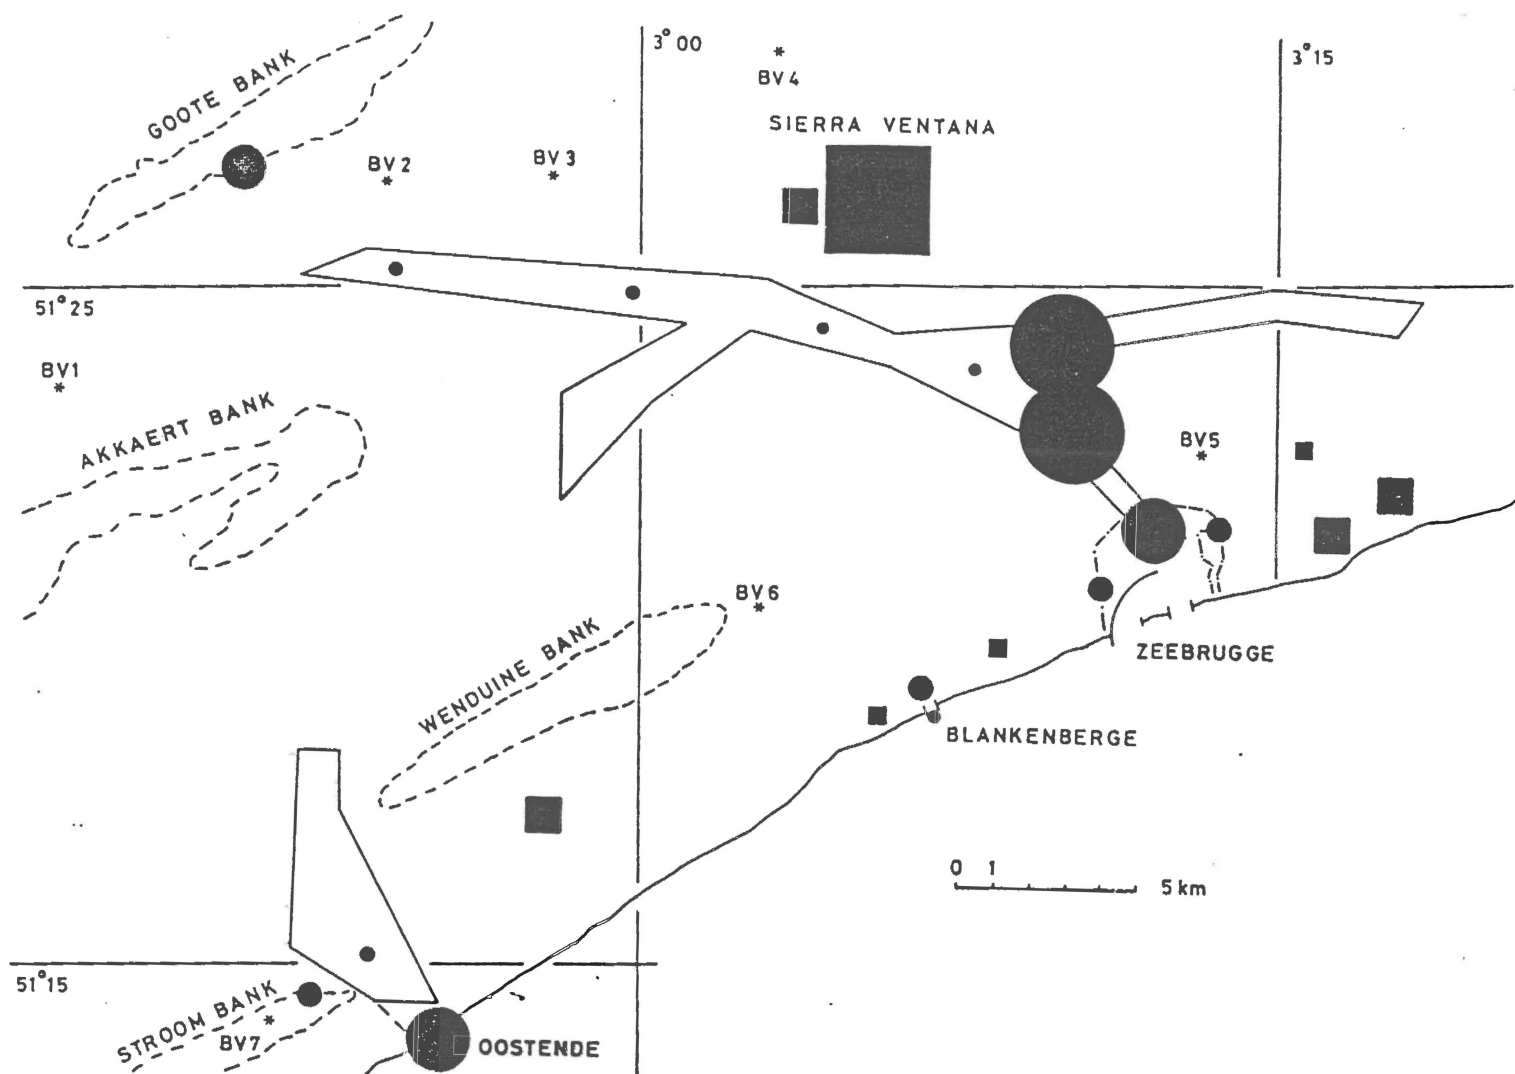 3°00
3°15
BV4
GOOTE BANK
SIERRA VENTANA
BV2
BV3
51°25
BV1
AKKAERT BANK
BV5
BV6
WENDUINE BANK
ZEEBRUGGE
BLANKENBERGE
0 1 5 km
51°15
STROOM BANK
BV7
OOSTENDE